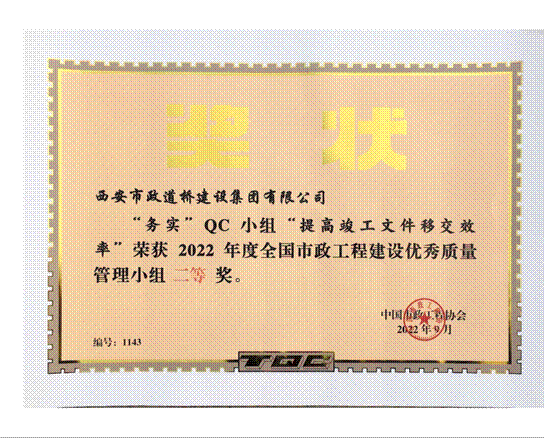 奖 状
西安市政道桥建设集团有限公司
“务实”QC 小组“提高竣工文件移交效
率”荣获 2022 年度全国市政工程建设优秀质量
管理小组 二等 奖。
中国市政工程协会
2022 年 9 月
编号：1143
TQC